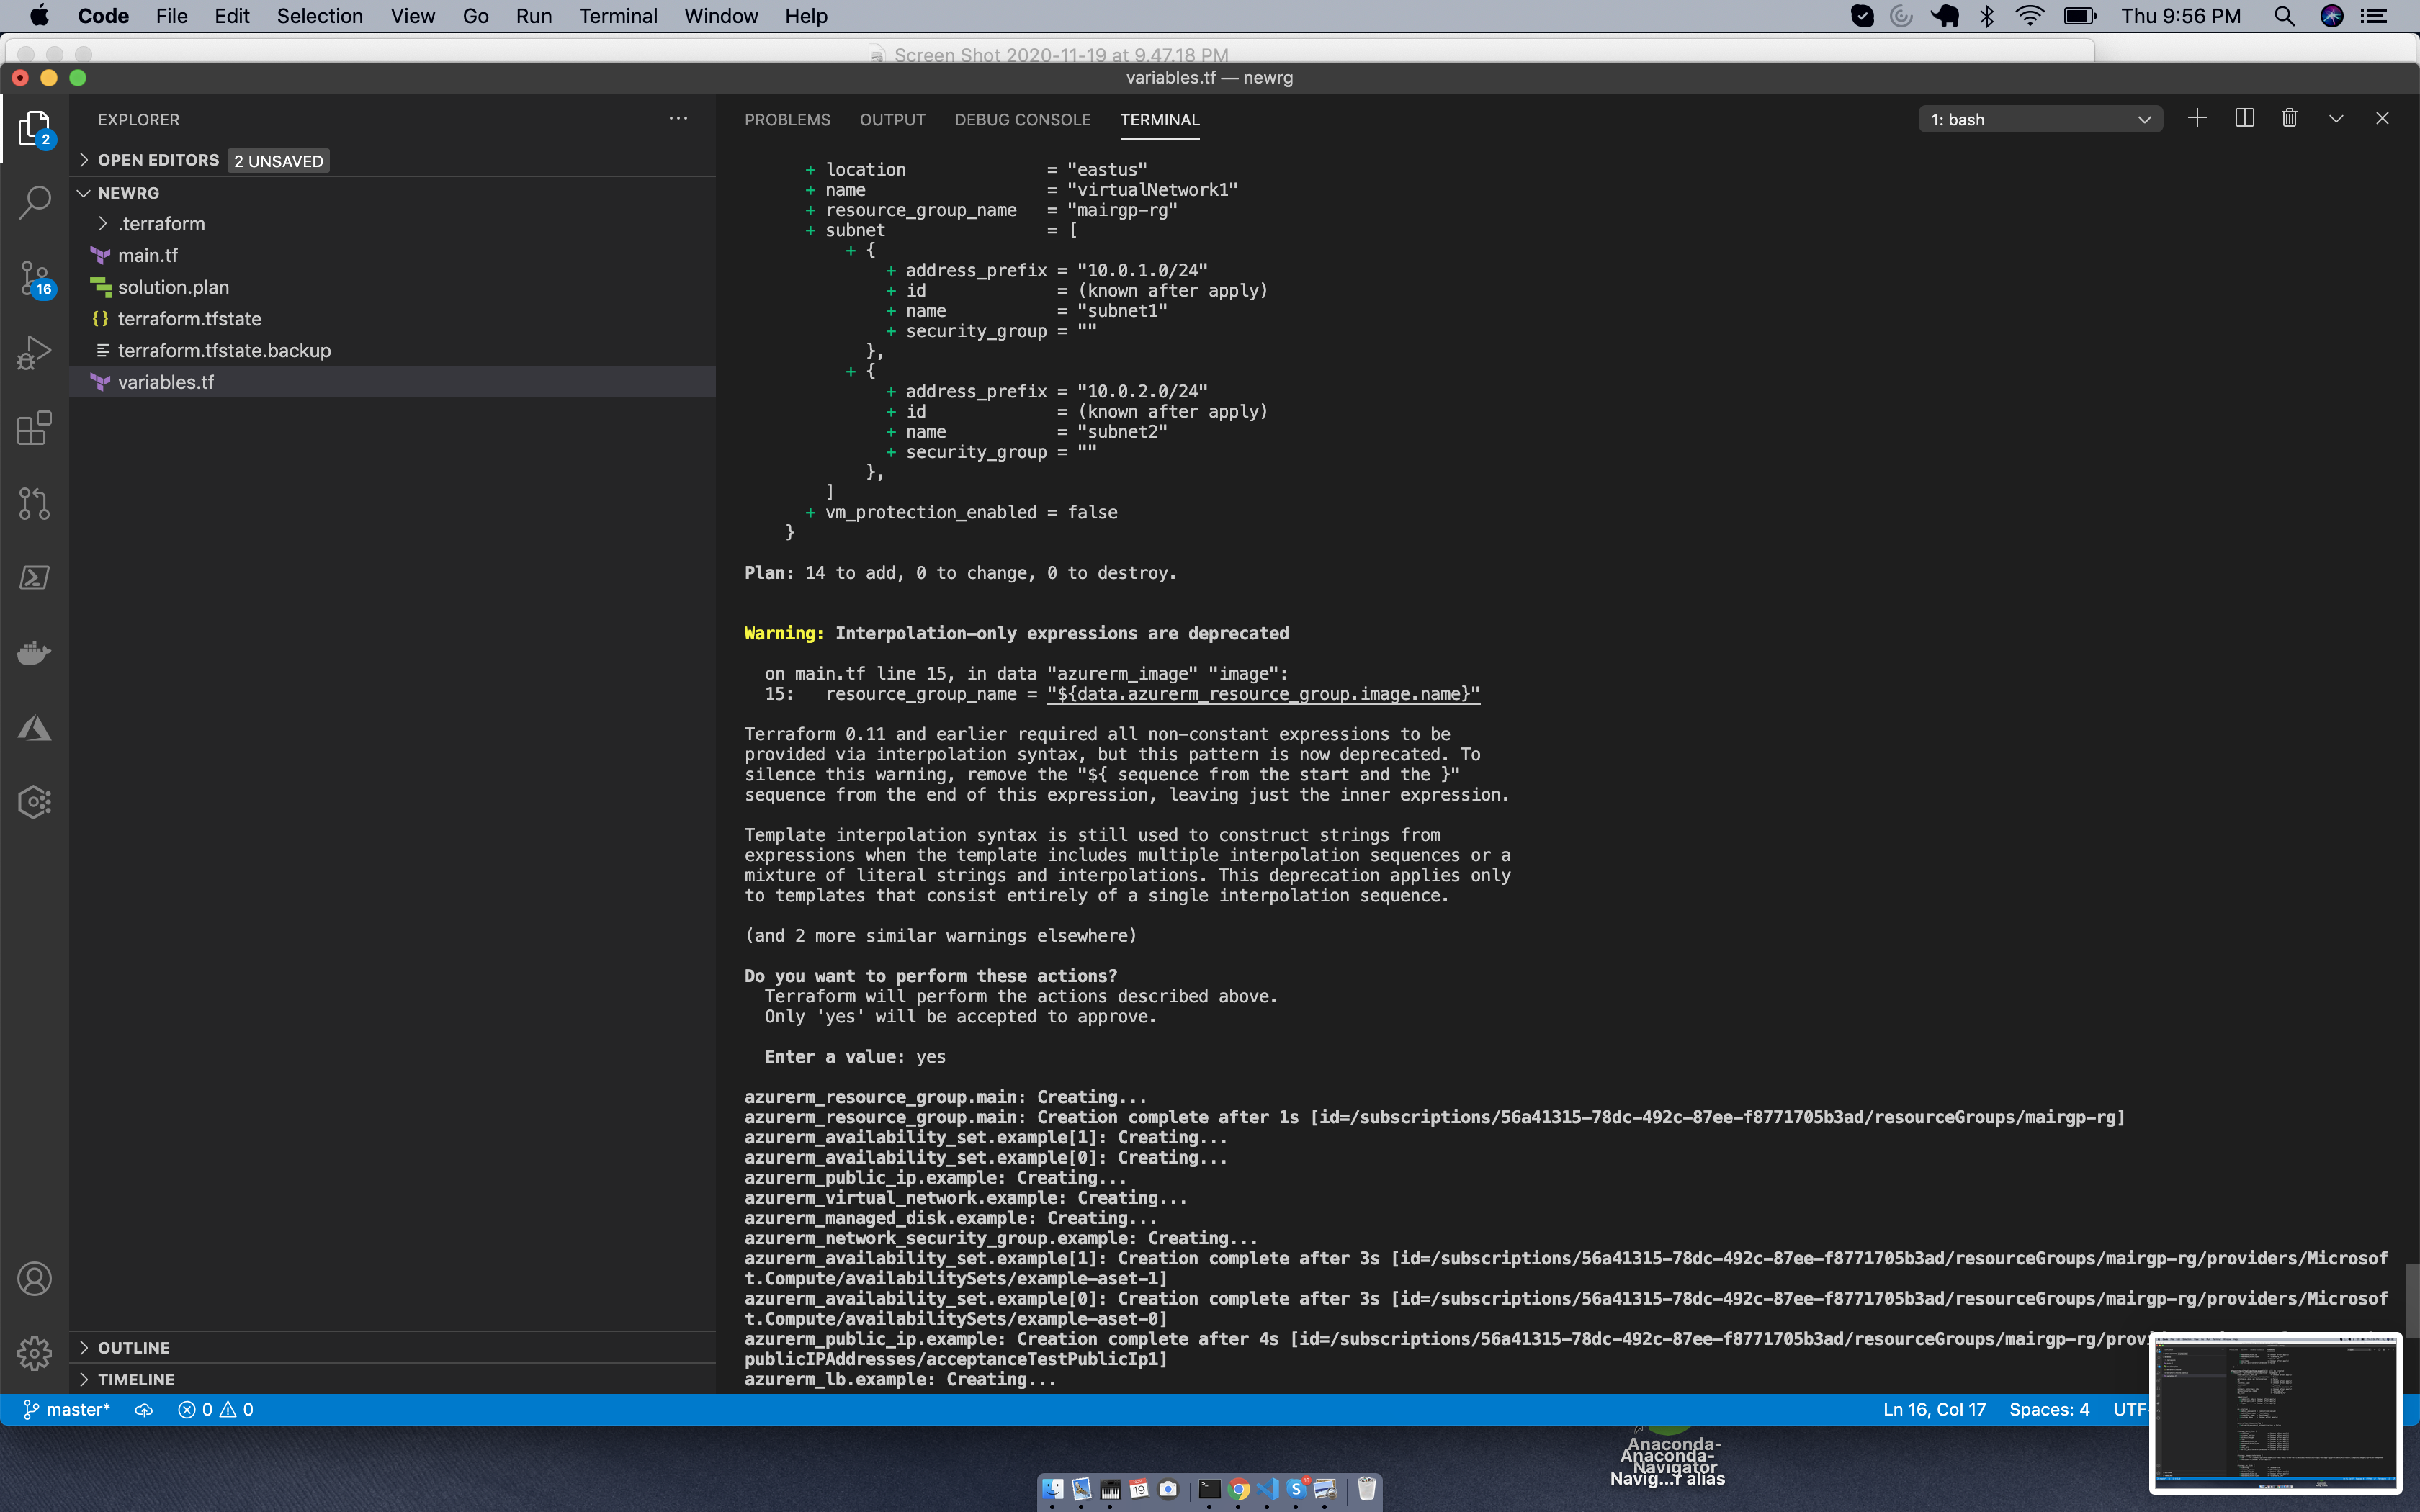 Code File Edit Selection View Go Run Terminal Window Help Thu 9:56 PM
Screen Shot 2020-11-19 at 9.47.18 PM
variables.tf — newrg
EXPLORER
2
OPEN EDITORS 2 UNSAVED
NEWRG
.terraform
main.tf
16
solution.plan
{} terraform.tfstate
terraform.tfstate.backup
variables.tf
OUTLINE
TIMELINE
PROBLEMS OUTPUT DEBUG CONSOLE TERMINAL 1: bash
+ location = "eastus"
+ name = "virtualNetwork1"
+ resource_group_name = "mairgp-rg"
+ subnet = [
+ {
+ address_prefix = "10.0.1.0/24"
+ id = (known after apply)
+ name = "subnet1"
+ security_group = ""
},
+ {
+ address_prefix = "10.0.2.0/24"
+ id = (known after apply)
+ name = "subnet2"
+ security_group = ""
},
]
+ vm_protection_enabled = false
}
Plan: 14 to add, 0 to change, 0 to destroy.
Warning: Interpolation-only expressions are deprecated
on main.tf line 15, in data "azurerm_image" "image":
15: resource_group_name = "${data.azurerm_resource_group.image.name}"
Terraform 0.11 and earlier required all non-constant expressions to be
provided via interpolation syntax, but this pattern is now deprecated. To
silence this warning, remove the "${ sequence from the start and the }"
sequence from the end of this expression, leaving just the inner expression.
Template interpolation syntax is still used to construct strings from
expressions when the template includes multiple interpolation sequences or a
mixture of literal strings and interpolations. This deprecation applies only
to templates that consist entirely of a single interpolation sequence.
(and 2 more similar warnings elsewhere)
Do you want to perform these actions?
Terraform will perform the actions described above.
Only 'yes' will be accepted to approve.
Enter a value: yes
azurerm_resource_group.main: Creating...
azurerm_resource_group.main: Creation complete after 1s [id=/subscriptions/56a41315-78dc-492c-87ee-f8771705b3ad/resourceGroups/mairgp-rg]
azurerm_availability_set.example[1]: Creating...
azurerm_availability_set.example[0]: Creating...
azurerm_public_ip.example: Creating...
azurerm_virtual_network.example: Creating...
azurerm_managed_disk.example: Creating...
azurerm_network_security_group.example: Creating...
azurerm_availability_set.example[1]: Creation complete after 3s [id=/subscriptions/56a41315-78dc-492c-87ee-f8771705b3ad/resourceGroups/mairgp-rg/providers/Microsof
t.Compute/availabilitySets/example-aset-1]
azurerm_availability_set.example[0]: Creation complete after 3s [id=/subscriptions/56a41315-78dc-492c-87ee-f8771705b3ad/resourceGroups/mairgp-rg/providers/Microsof
t.Compute/availabilitySets/example-aset-0]
azurerm_public_ip.example: Creation complete after 4s [id=/subscriptions/56a41315-78dc-492c-87ee-f8771705b3ad/resourceGroups/mairgp-rg/provi
publicIPAddresses/acceptanceTestPublicIp1]
azurerm_lb.example: Creating...
master* 0 0 Ln 16, Col 17 Spaces: 4 UTF-
Anaconda-
Anaconda-
Navigator
Navig...r alias
19